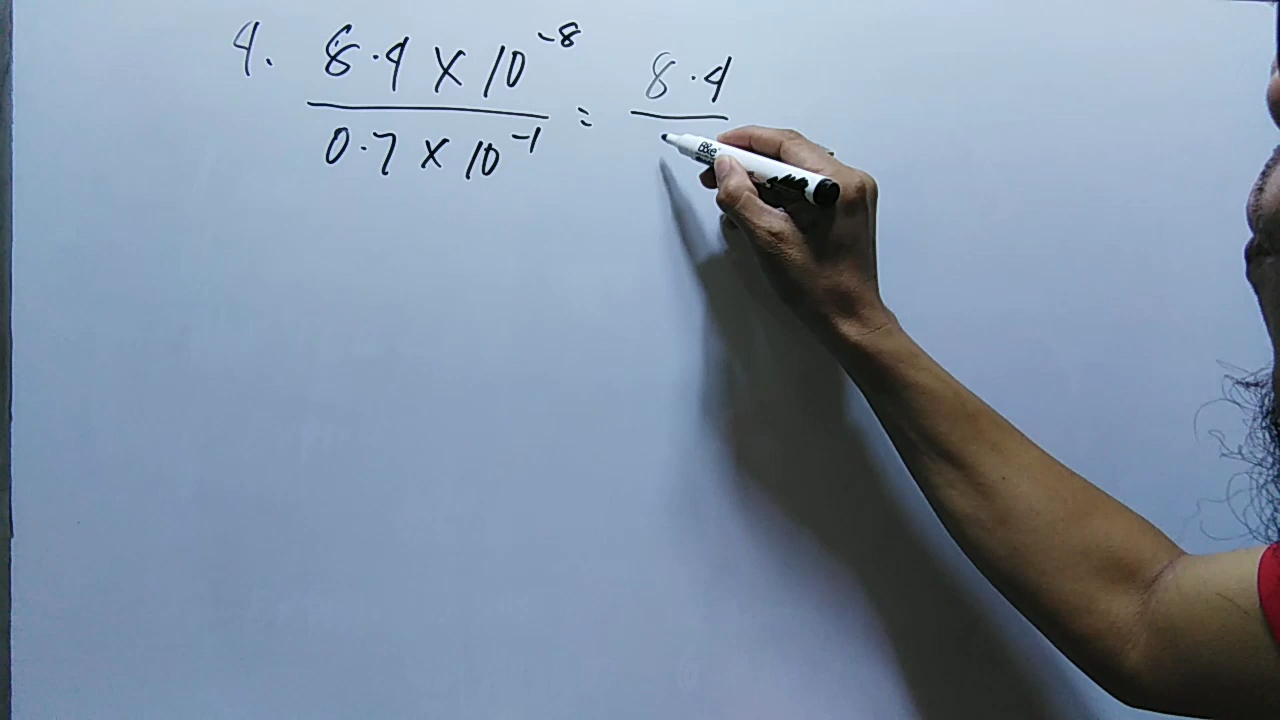 4. 8.4 × 10⁻⁸ = 8.4
0.7 × 10⁻¹
B&e